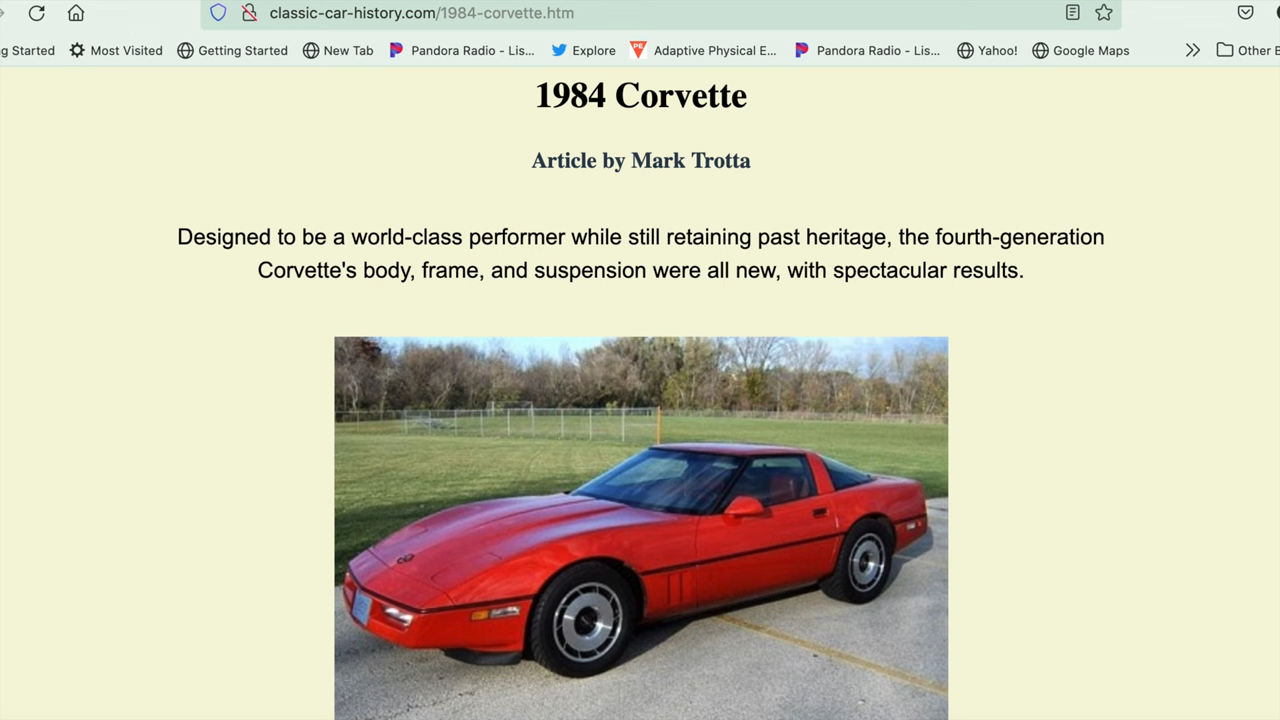 classic-car-history.com/1984-corvette.htm
g Started Most Visited Getting Started New Tab Pandora Radio - Lis... Explore Adaptive Physical E... Pandora Radio - Lis... Yahoo! Google Maps Other
1984 Corvette
Article by Mark Trotta
Designed to be a world-class performer while still retaining past heritage, the fourth-generation
Corvette's body, frame, and suspension were all new, with spectacular results.